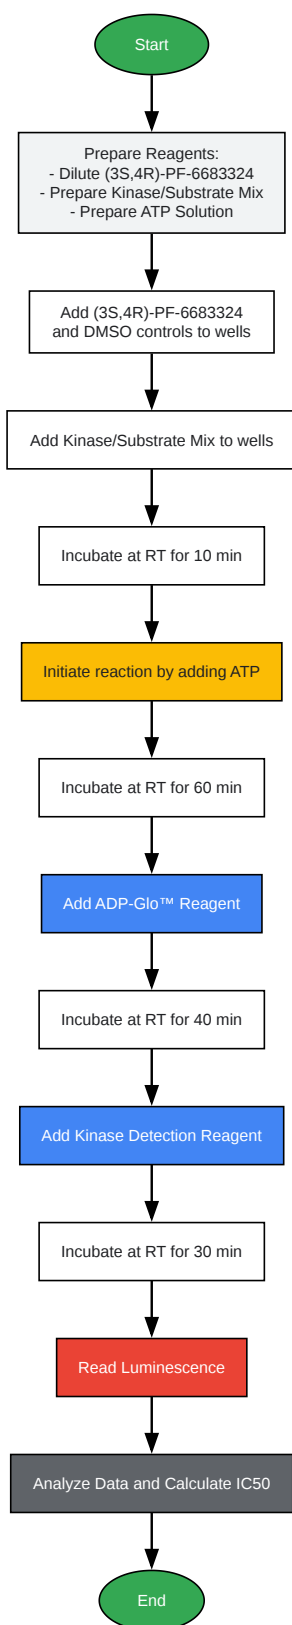 Start
Prepare Reagents:
- Dilute (3S,4R)-PF-6683324
- Prepare Kinase/Substrate Mix
- Prepare ATP Solution
Add (3S,4R)-PF-6683324
and DMSO controls to wells
Add Kinase/Substrate Mix to wells
Incubate at RT for 10 min
Initiate reaction by adding ATP
Incubate at RT for 60 min
Add ADP-Glo™ Reagent
Incubate at RT for 40 min
Add Kinase Detection Reagent
Incubate at RT for 30 min
Read Luminescence
Analyze Data and Calculate IC50
End